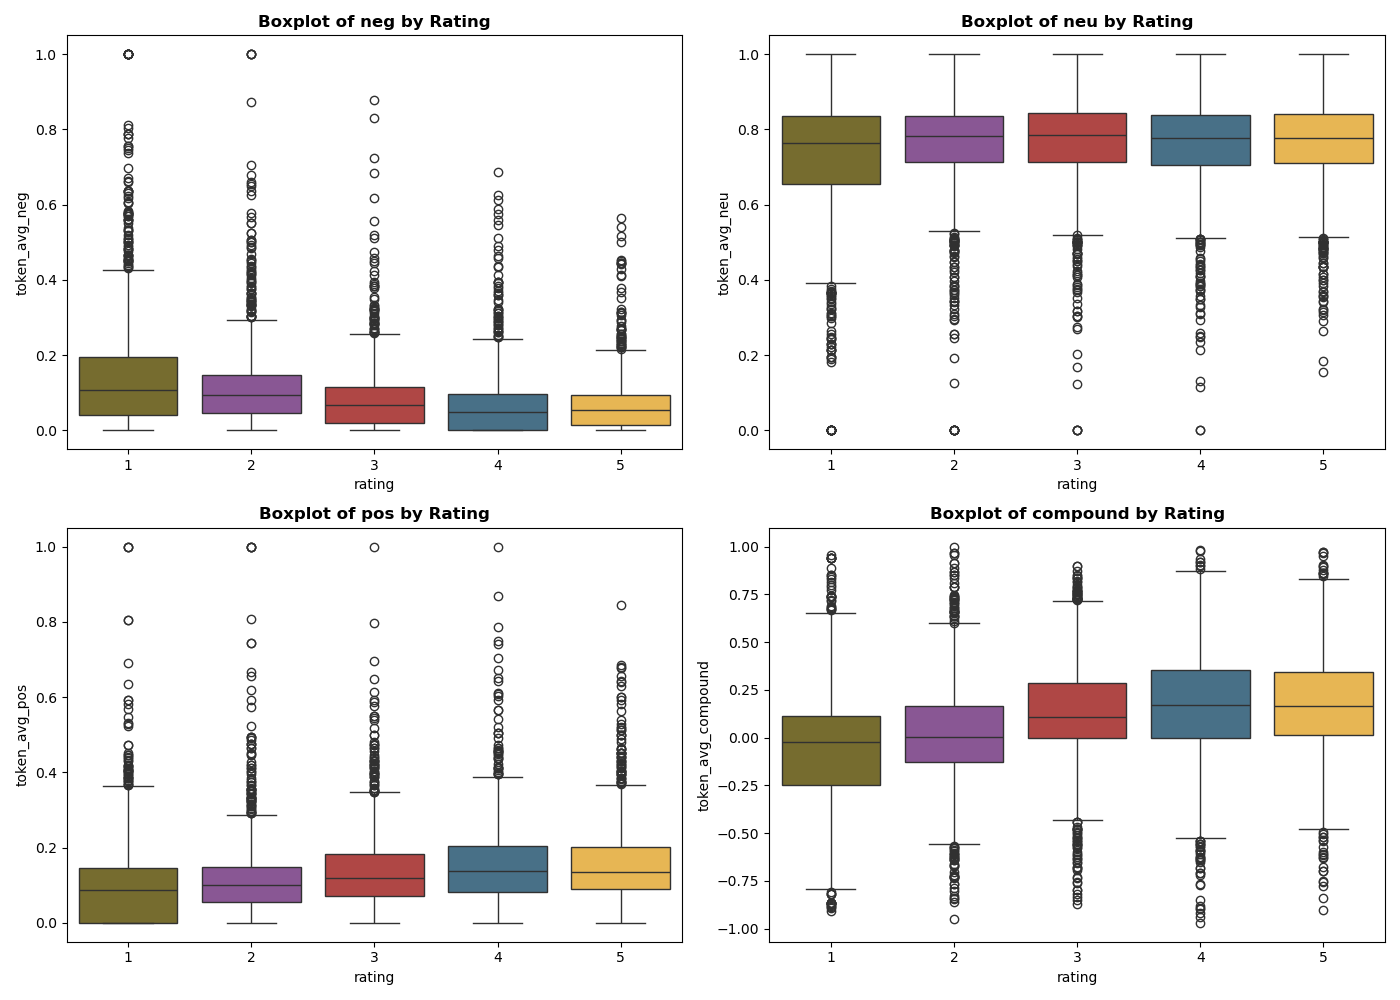 Boxplot of neg by Rating
1.0
0.8
0.6
0.4
0.2
0.0
token_avg_neg
1 2 3 4 5
rating
Boxplot of neu by Rating
1.0
0.8
0.6
0.4
0.2
0.0
token_avg_neu
1 2 3 4 5
rating
Boxplot of pos by Rating
1.0
0.8
0.6
0.4
0.2
0.0
token_avg_pos
1 2 3 4 5
rating
Boxplot of compound by Rating
1.00
0.75
0.50
0.25
0.00
−0.25
−0.50
−0.75
−1.00
token_avg_compound
1 2 3 4 5
rating